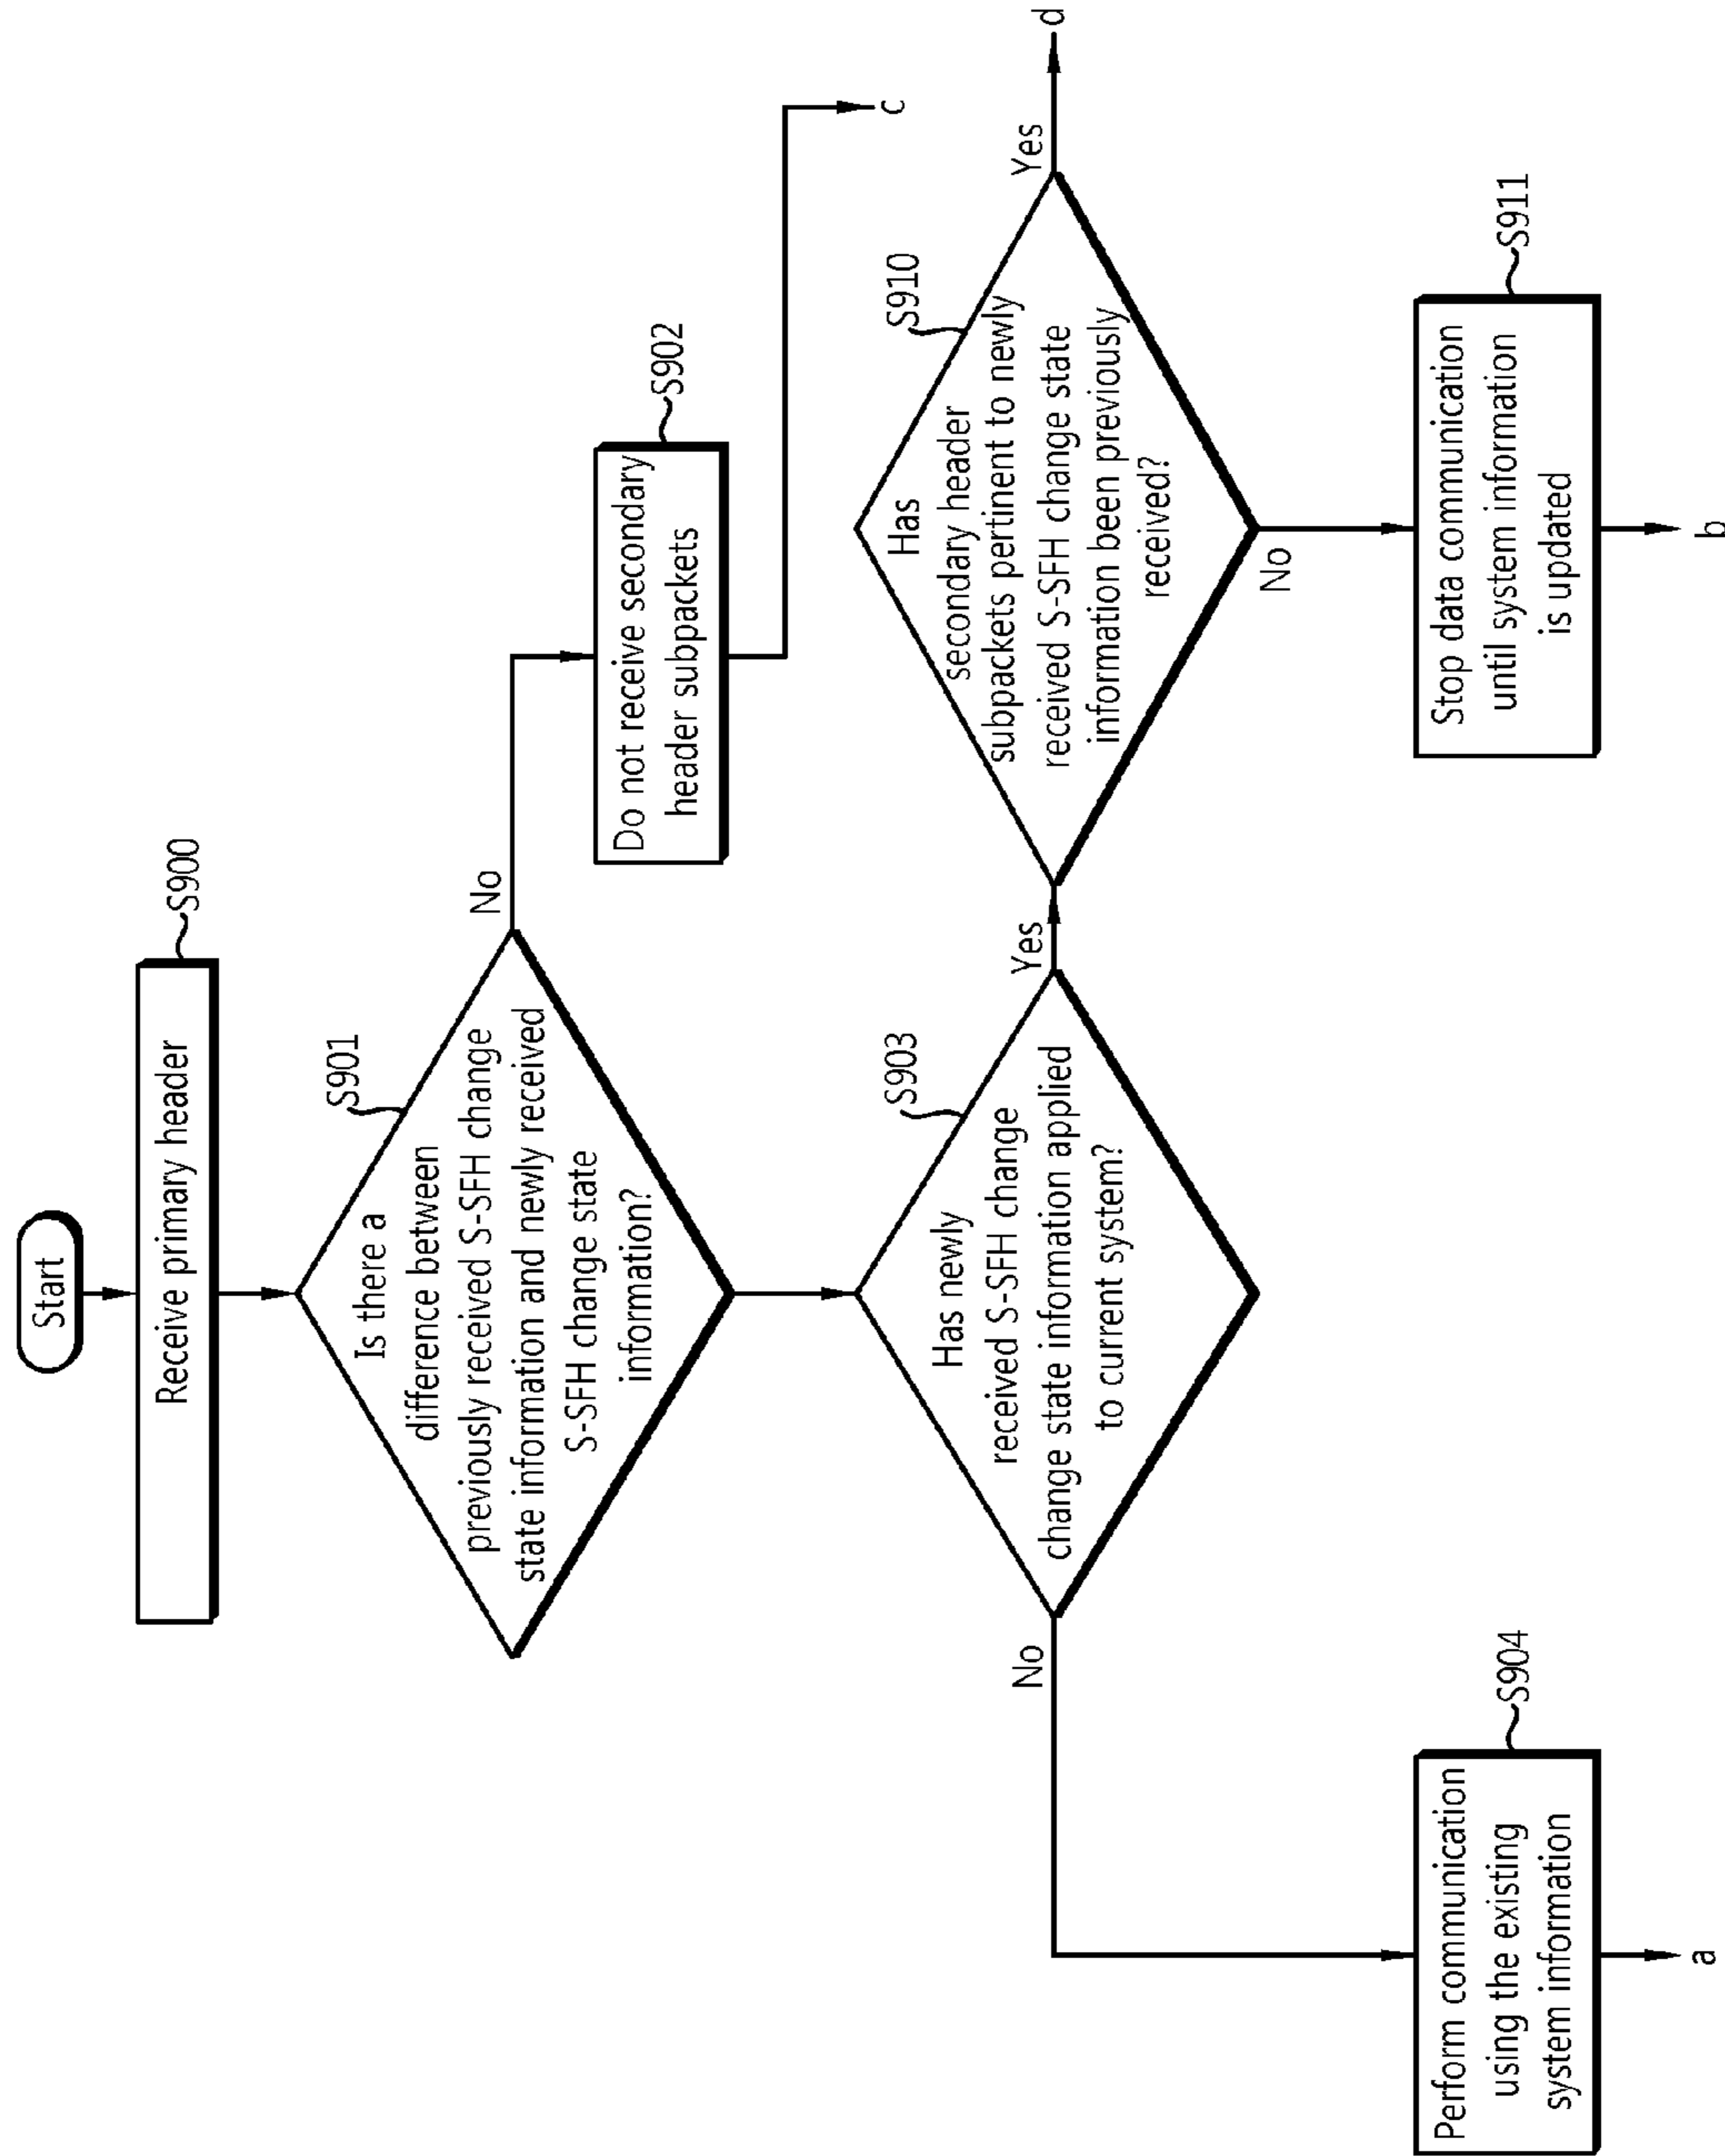 Start
Receive primary header
S900
Is there a
difference between
previously received S-SFH change
state information and newly received
S-SFH change state
information?
S901
No
Do not receive secondary
header subpackets
S902
c
Has newly
received S-SFH change
change state information applied
to current system?
S903
No
Yes
Has
secondary header
subpackets pertinent to newly
received S-SFH change state
information been previously
received?
S910
Yes
d
No
Perform communication
using the existing
system information
S904
a
Stop data communication
until system information
is updated
S911
b